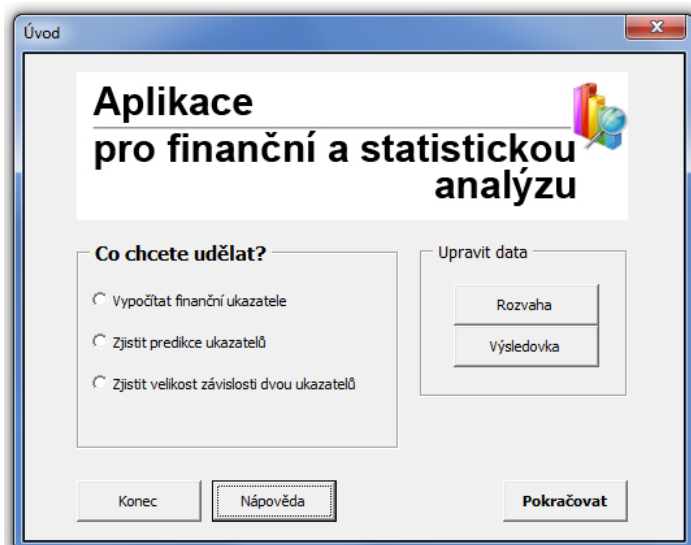 Úvod
Aplikace
pro finanční a statistickou
analýzu
Co chcete udělat?
Vypočítat finanční ukazatele
Zjistit predikce ukazatelů
Zjistit velikost závislosti dvou ukazatelů
Upravit data
Rozvaha
Výsledovka
Konec
Nápověda
Pokračovat